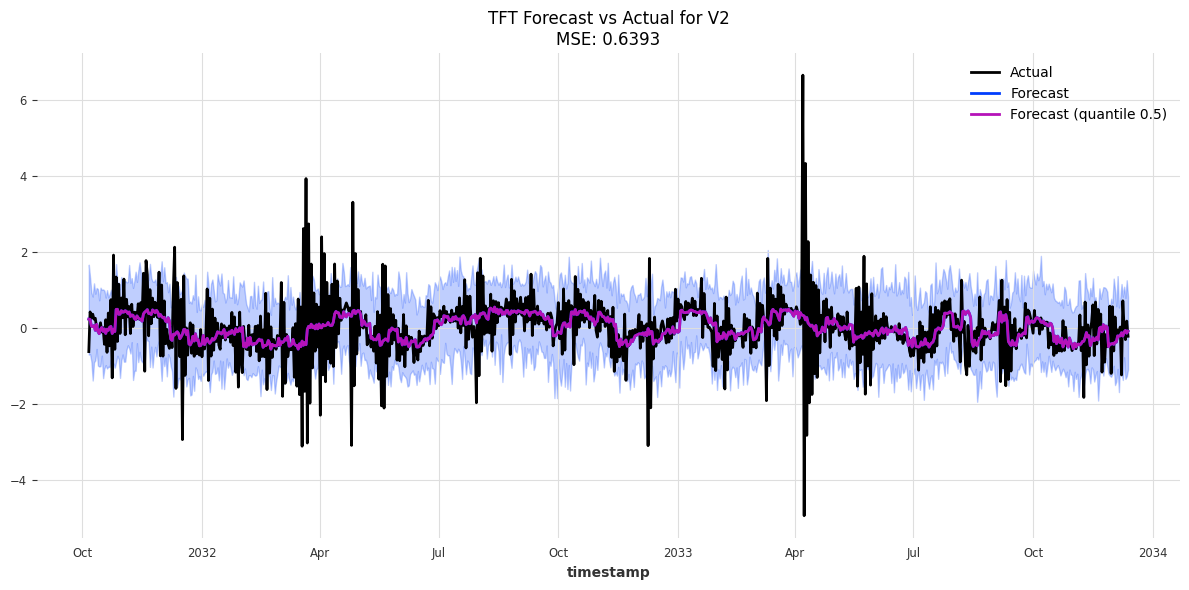 TFT Forecast vs Actual for V2
MSE: 0.6393
Actual
Forecast
Forecast (quantile 0.5)
6
4
2
0
−2
−4
Oct
2032
Apr
Jul
Oct
2033
Apr
Jul
Oct
2034
timestamp